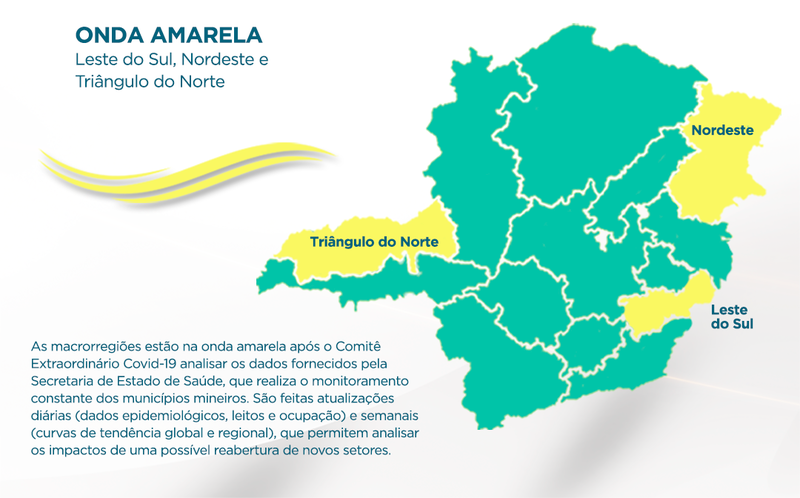 ONDA AMARELA
Leste do Sul, Nordeste e
Triângulo do Norte
Nordeste
Triângulo do Norte
Leste
do Sul
As macrorregiões estão na onda amarela após o Comitê
Extraordinário Covid-19 analisar os dados fornecidos pela
Secretaria de Estado de Saúde, que realiza o monitoramento
constante dos municípios mineiros. São feitas atualizações
diárias (dados epidemiológicos, leitos e ocupação) e semanais
(curvas de tendência global e regional), que permitem analisar
os impactos de uma possível reabertura de novos setores.